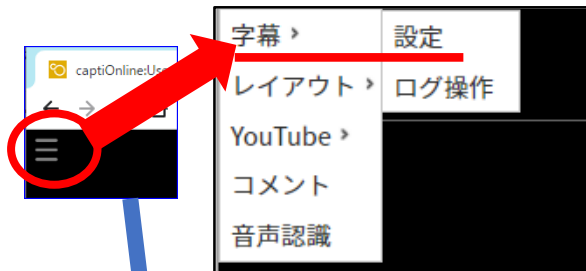 captiOnline:Use
字幕 ›
設定
レイアウト ›
ログ操作
YouTube ›
コメント
音声認識